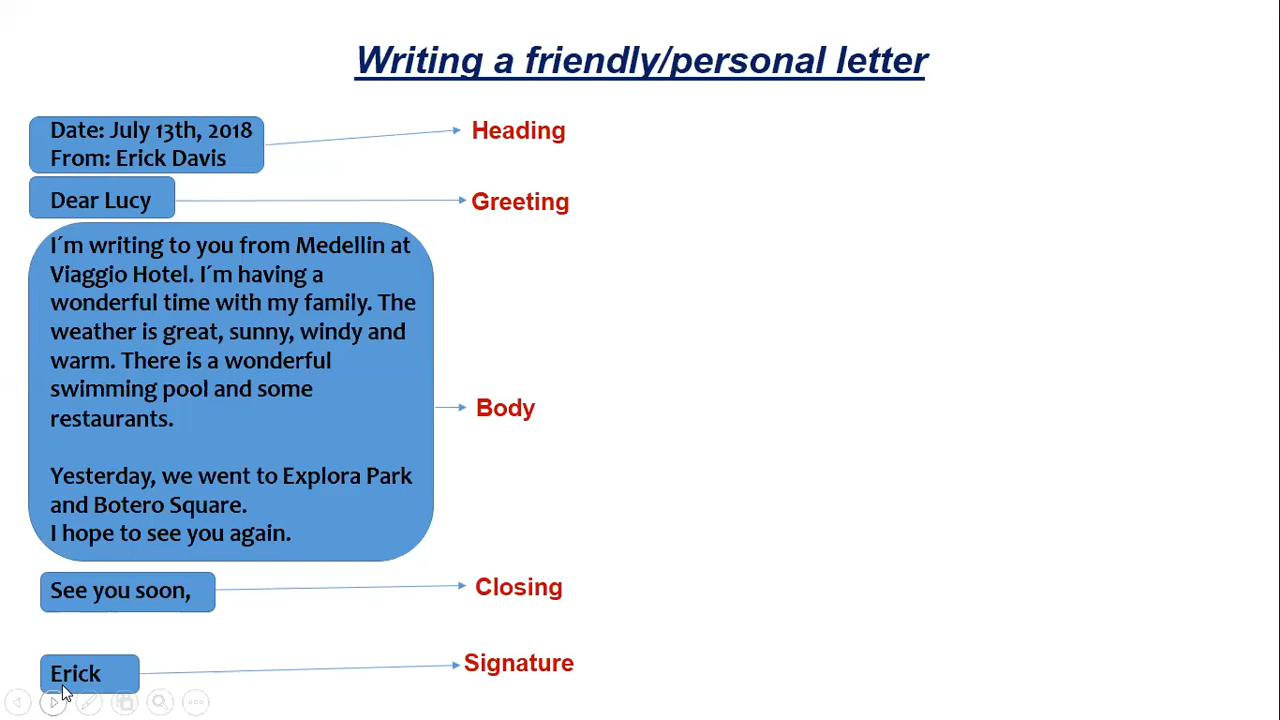 Writing a friendly/personal letter
Date: July 13th, 2018
From: Erick Davis
Heading
Dear Lucy
Greeting
I´m writing to you from Medellin at
Viaggio Hotel. I´m having a
wonderful time with my family. The
weather is great, sunny, windy and
warm. There is a wonderful
swimming pool and some
restaurants.
Yesterday, we went to Explora Park
and Botero Square.
I hope to see you again.
Body
See you soon,
Closing
Erick
Signature